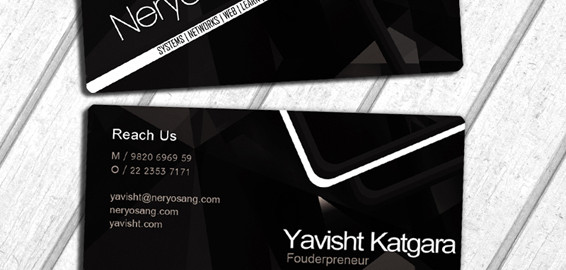 SYSTEMS | NETWORKS | WEB |
Reach Us
M / 9820 6969 59
O / 22 2353 7171
yavisht@neryosang.com
neryosang.com
yavisht.com
Yavisht Katgara
Fouderpreneur